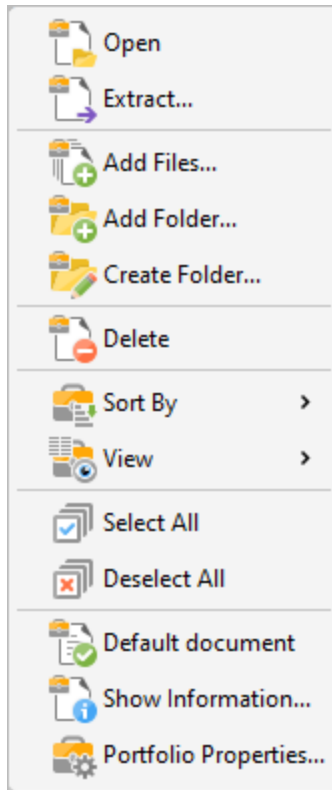 Open
Extract...
Add Files...
Add Folder...
Create Folder...
Delete
Sort By
View
Select All
Deselect All
Default document
Show Information...
Portfolio Properties...